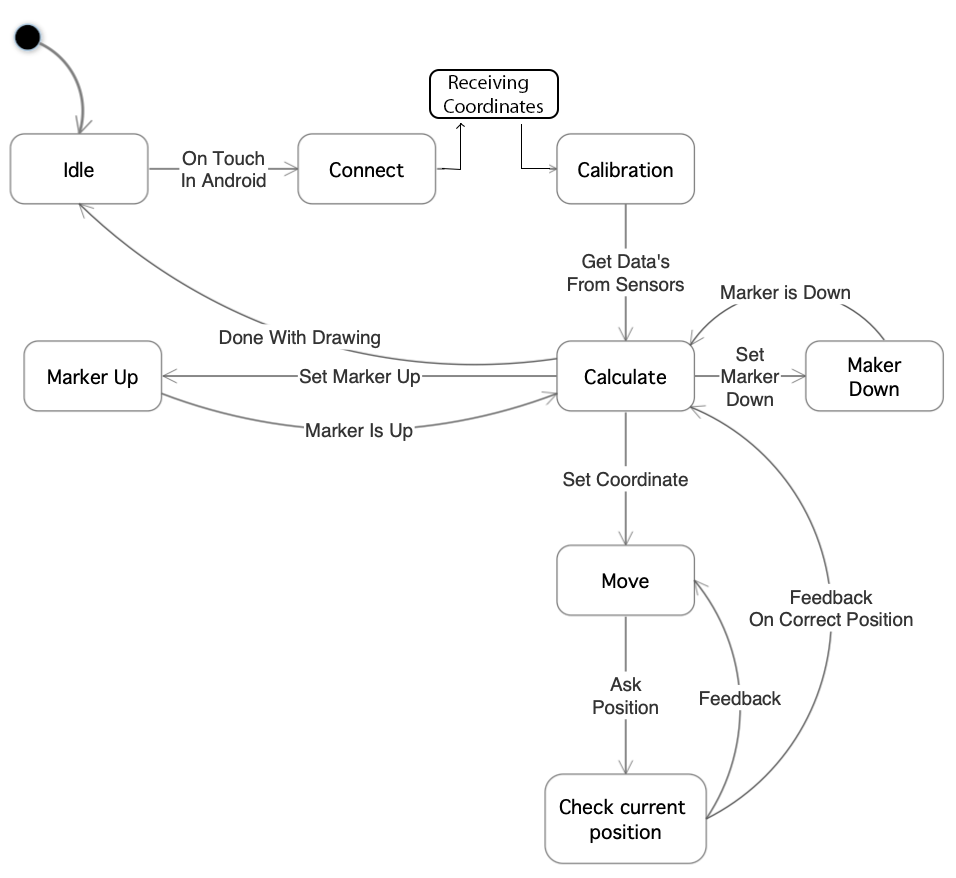 Receiving
Coordinates
Idle
On Touch
In Android
Connect
Calibration
Get Data's
From Sensors
Marker is Down
Done With Drawing
Marker Up
Set Marker Up
Calculate
Set
Marker
Down
Maker
Down
Marker Is Up
Set Coordinate
Move
Feedback
On Correct Position
Ask
Position
Feedback
Check current
position